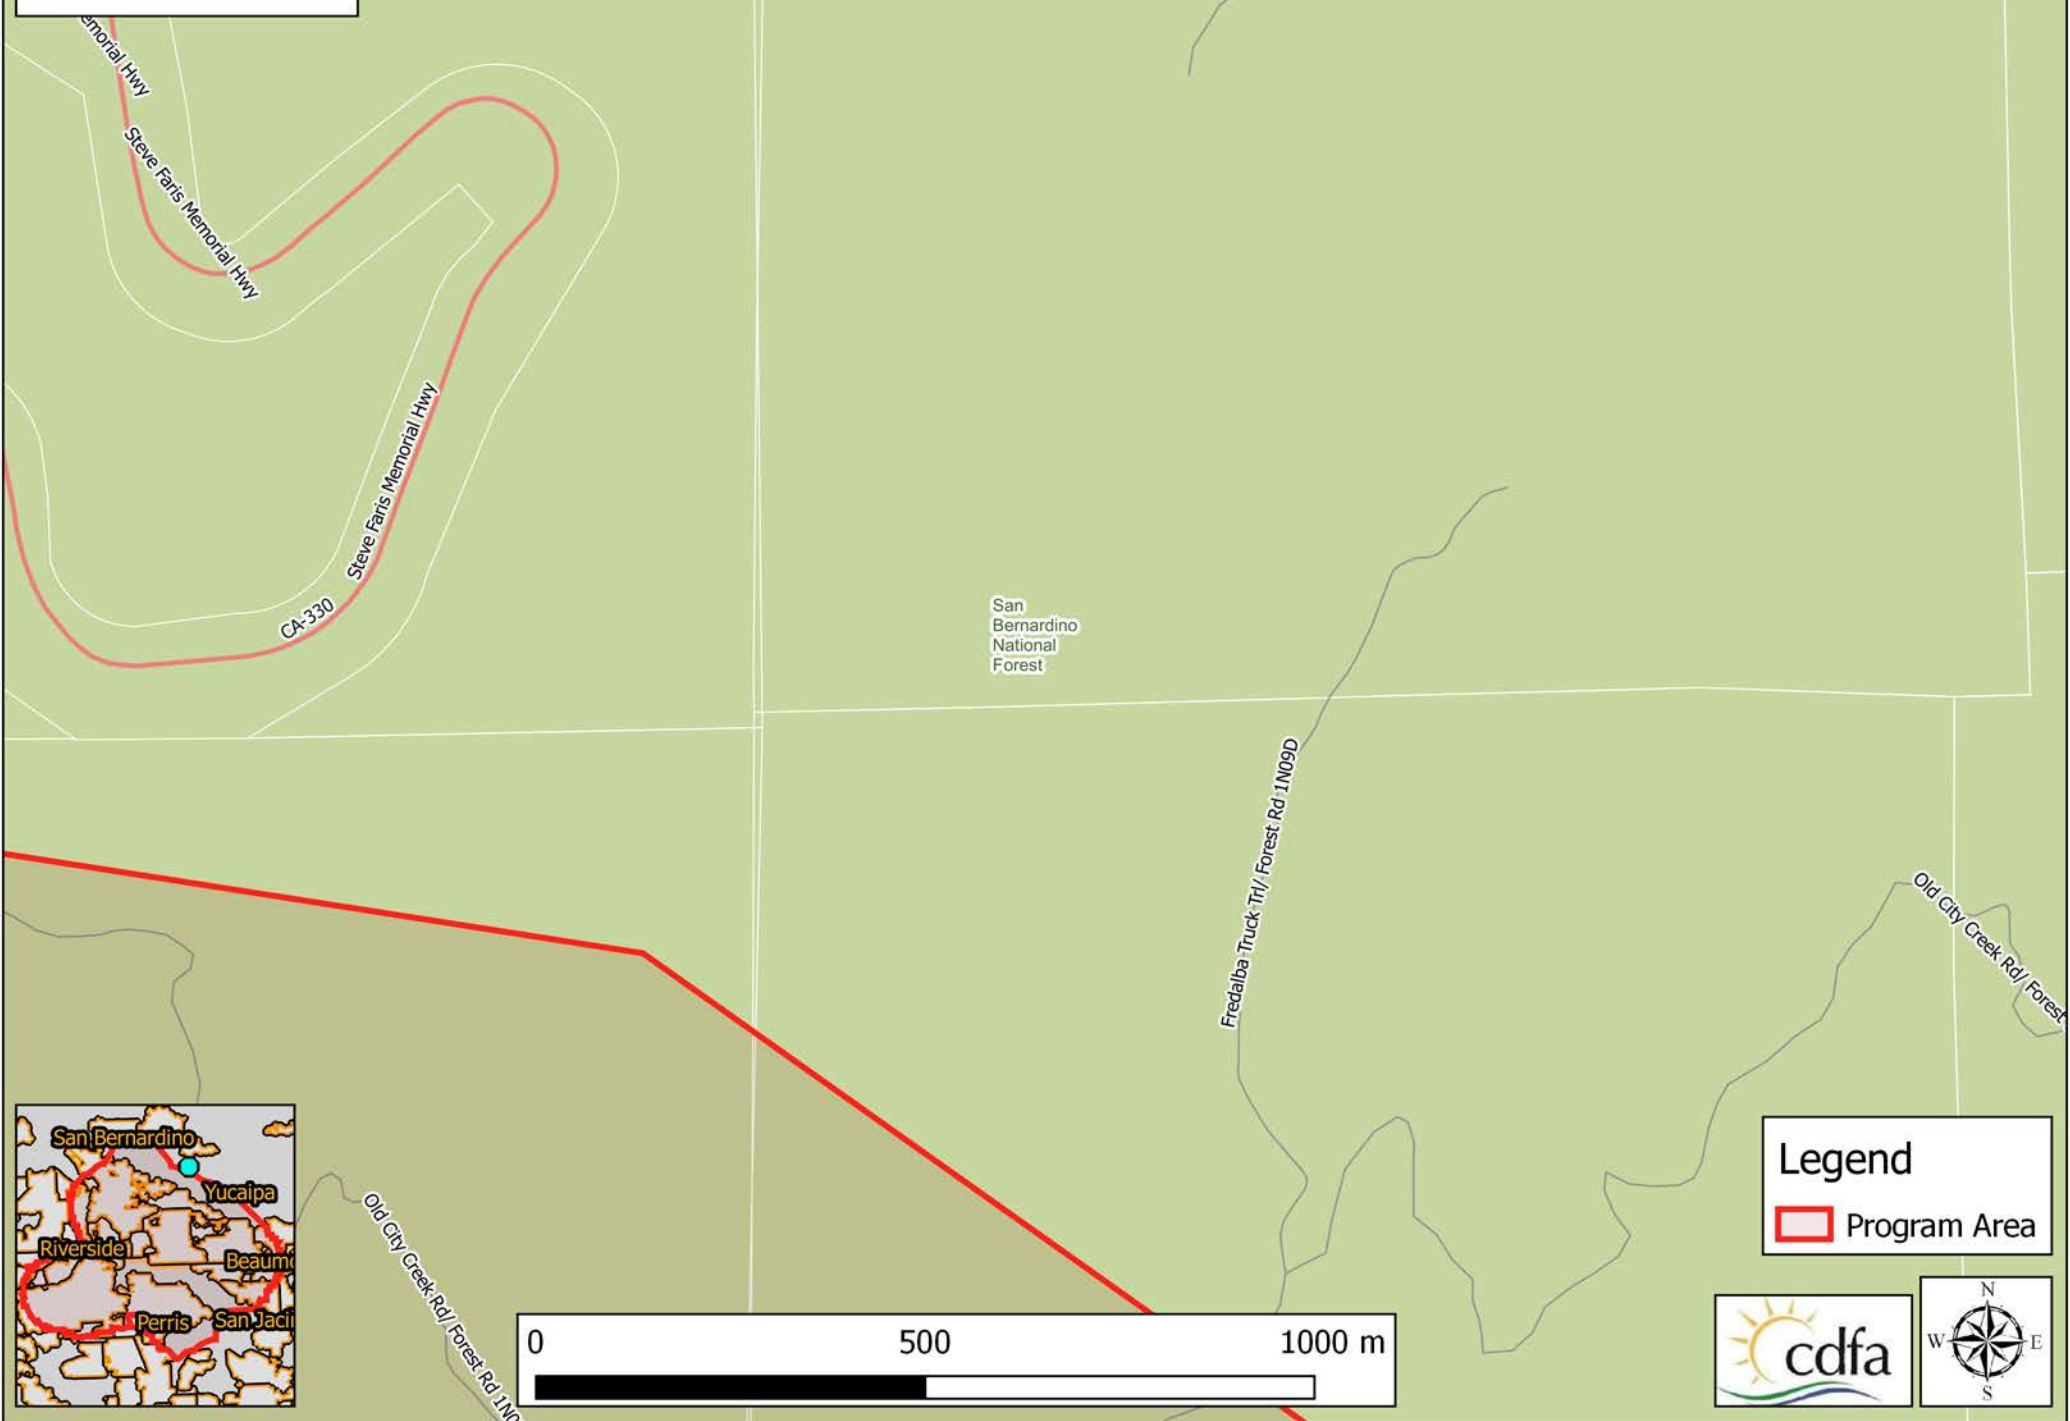 emorial Hwy
Steve Faris Memorial Hwy
Steve Faris Memorial Hwy
CA-330
San
Bernardino
National
Forest
Fredalba Truck Trl/ Forest Rd 1N09D
Old City Creek Rd/ Forest
Old City Creek Rd/ Forest Rd 1N0
San Bernardino
Yucaipa
Riverside
Beaumo
Perris
San Jaci
0 500 1000 m
Legend
Program Area
cdfa
N
W E
S